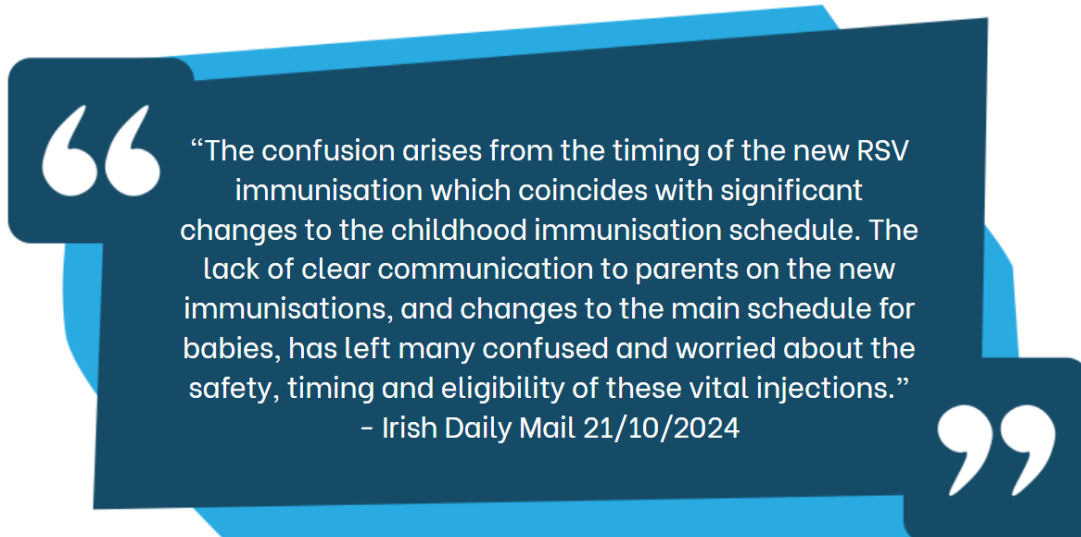 “The confusion arises from the timing of the new RSV
immunisation which coincides with significant
changes to the childhood immunisation schedule. The
lack of clear communication to parents on the new
immunisations, and changes to the main schedule for
babies, has left many confused and worried about the
safety, timing and eligibility of these vital injections.”
- Irish Daily Mail 21/10/2024